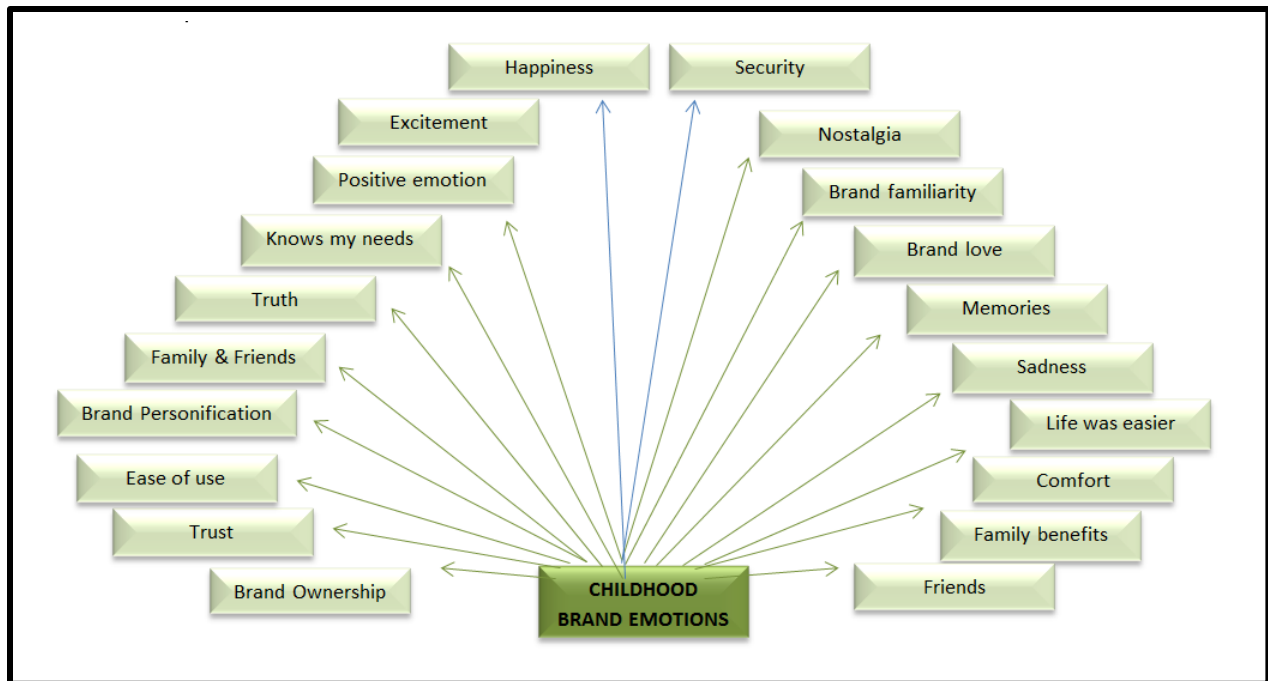 Happiness
Security
Excitement
Nostalgia
Positive emotion
Brand familiarity
Knows my needs
Brand love
Truth
Memories
Family & Friends
Sadness
Brand Personification
Life was easier
Ease of use
Comfort
Trust
Family benefits
Brand Ownership
Friends
CHILDHOOD
BRAND EMOTIONS